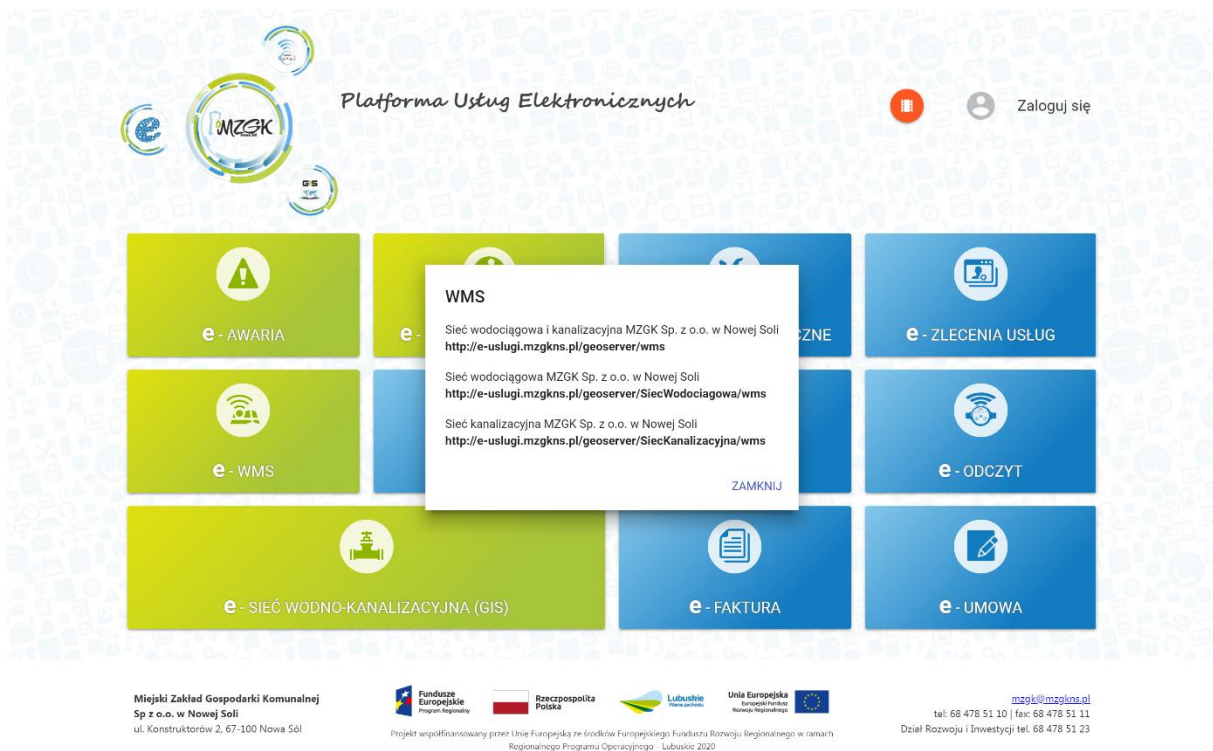 Platforma Usług Elektronicznych
Zaloguj się
e
MZGK
GIS
e - AWARIA
e -
ZNE
e - ZLECENIA USŁUG
WMS
Sieć wodociągowa i kanalizacyjna MZGK Sp. z o.o. w Nowej Soli
http://e-uslugi.mzgkns.pl/geoserver/wms
Sieć wodociągowa MZGK Sp. z o.o. w Nowej Soli
http://e-uslugi.mzgkns.pl/geoserver/SiecWodociagowa/wms
Sieć kanalizacyjna MZGK Sp. z o.o. w Nowej Soli
http://e-uslugi.mzgkns.pl/geoserver/SiecKanalizacyjna/wms
ZAMKNIJ
e - WMS
e - ODCZYT
e - SIEĆ WODNO-KANALIZACYJNA (GIS)
e - FAKTURA
e - UMOWA
Miejski Zakład Gospodarki Komunalnej
Sp z o.o. w Nowej Soli
ul. Konstruktorów 2, 67-100 Nowa Sól
Fundusze
Europejskie
Program Regionalny
Rzeczpospolita
Polska
Lubuskie
Warte zachodu
Unia Europejska
Europejski Fundusz
Rozwoju Regionalnego
Projekt współfinansowany przez Unię Europejską ze środków Europejskiego Funduszu Rozwoju Regionalnego w ramach
Regionalnego Programu Operacyjnego - Lubuskie 2020
mzgk@mzgkns.pl
tel: 68 478 51 10 | fax: 68 478 51 11
Dział Rozwoju i Inwestycji tel. 68 478 51 23